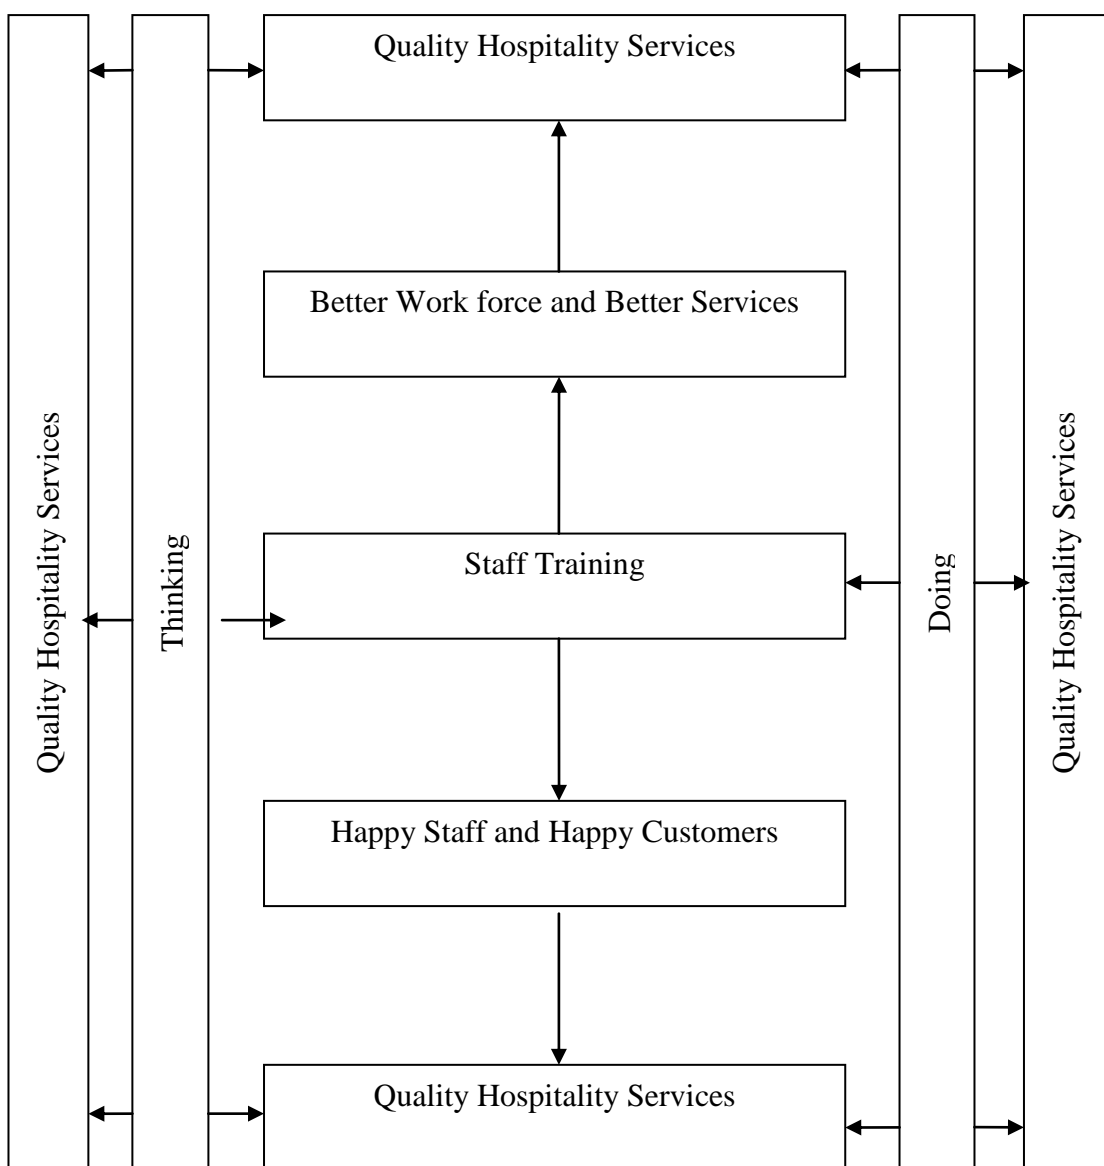 Quality Hospitality Services
Better Work force and Better Services
Quality Hospitality Services
Thinking
Staff Training
Doing
Quality Hospitality Services
Happy Staff and Happy Customers
Quality Hospitality Services